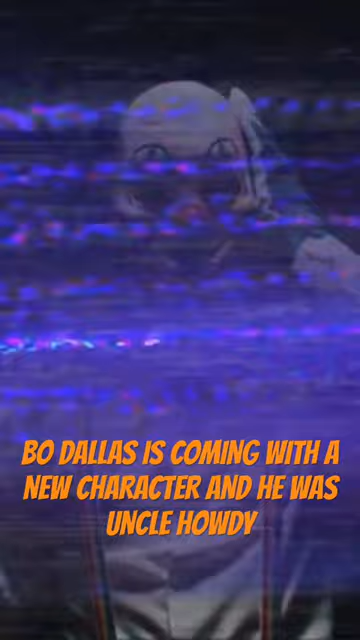 BO DALLAS IS COMING WITH A
NEW CHARACTER AND HE WAS
UNCLE HOWDY